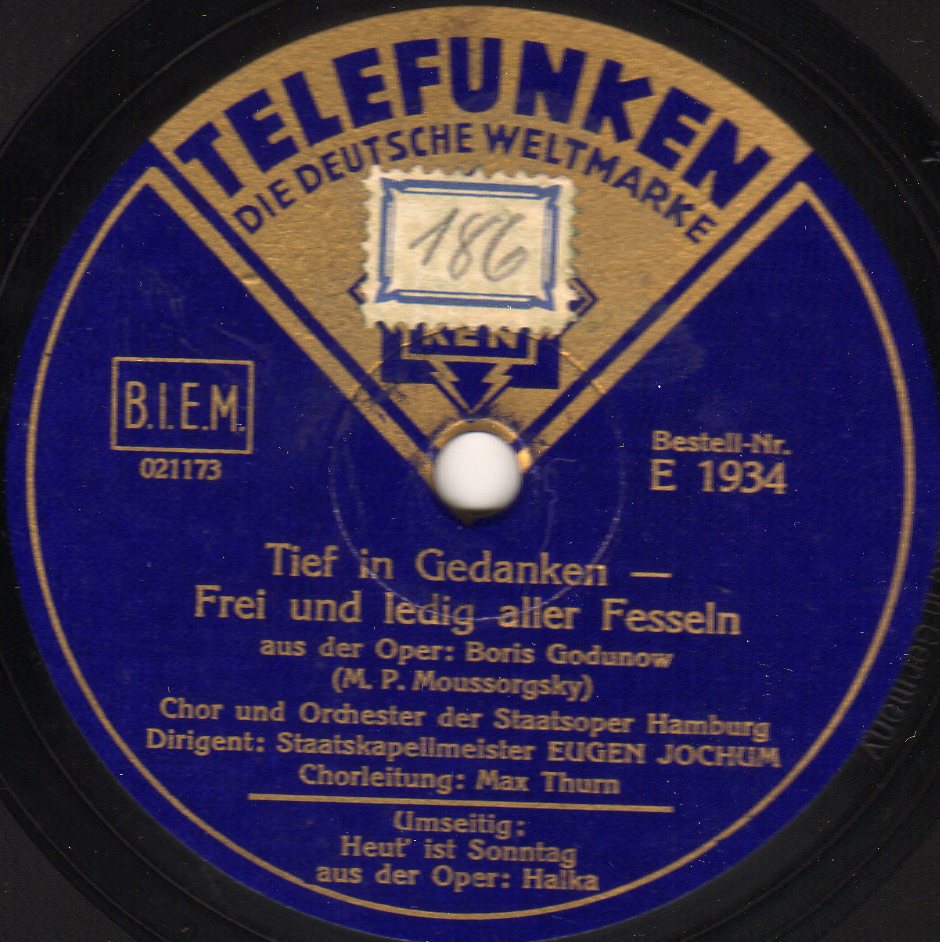 TELEFUNKEN
DIE DEUTSCHE WELTMARKE
186
KEN
B.I.E.M.
021173
Bestell-Nr.
E 1934
Tief in Gedanken —
Frei und ledig aller Fesseln
aus der Oper: Boris Godunow
(M. P. Moussorgsky)
Chor und Orchester der Staatsoper Hamburg
Dirigent: Staatskapellmeister EUGEN JOCHUM
Chorleitung: Max Thurn
Umseitig:
Heut' ist Sonntag
aus der Oper: Halka